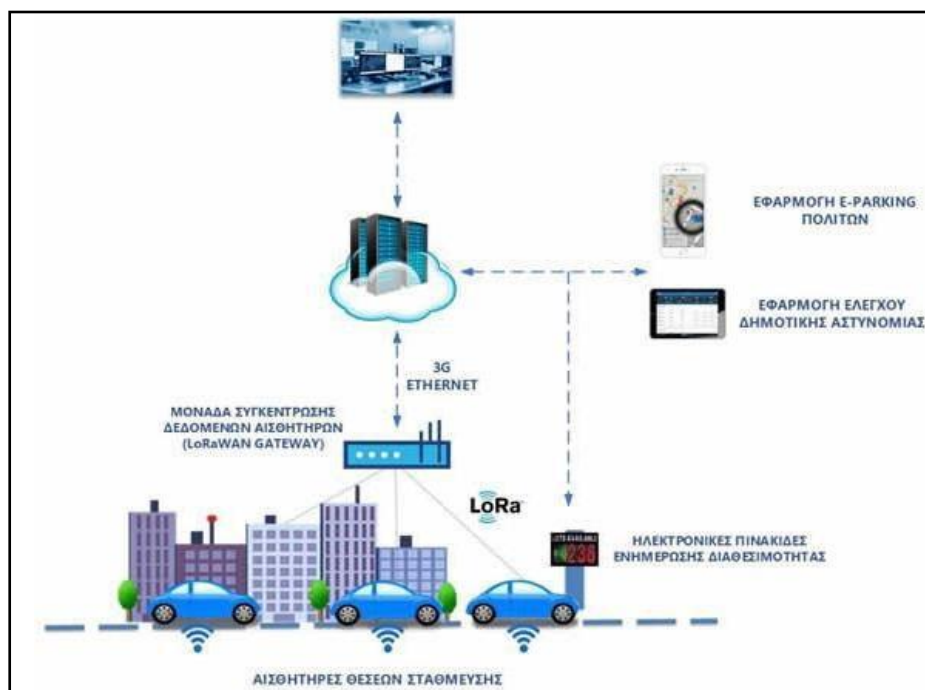 ΕΦΑΡΜΟΓΗ E-PARKING
ΠΟΛΙΤΩΝ
ΕΦΑΡΜΟΓΗ ΕΛΕΓΧΟΥ
ΔΗΜΟΤΙΚΗΣ ΑΣΤΥΝΟΜΙΑΣ
3G
ETHERNET
ΜΟΝΑΔΑ ΣΥΓΚΕΝΤΡΩΣΗΣ
ΔΕΔΟΜΕΝΩΝ ΑΙΣΘΗΤΗΡΩΝ
(LoRaWAN GATEWAY)
LoRa
236
ΗΛΕΚΤΡΟΝΙΚΕΣ ΠΙΝΑΚΙΔΕΣ
ΕΝΗΜΕΡΩΣΗΣ ΔΙΑΘΕΣΙΜΟΤΗΤΑΣ
ΑΙΣΘΗΤΗΡΕΣ ΘΕΣΕΩΝ ΣΤΑΘΜΕΥΣΗΣ